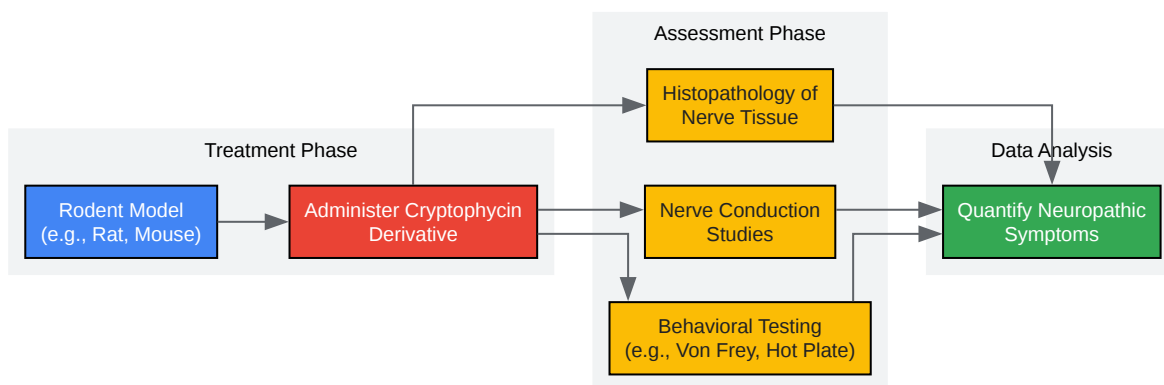 Assessment Phase
Histopathology of
Nerve Tissue
Treatment Phase
Data Analysis
Rodent Model
(e.g., Rat, Mouse)
Administer Cryptophycin
Derivative
Nerve Conduction
Studies
Quantify Neuropathic
Symptoms
Behavioral Testing
(e.g., Von Frey, Hot Plate)